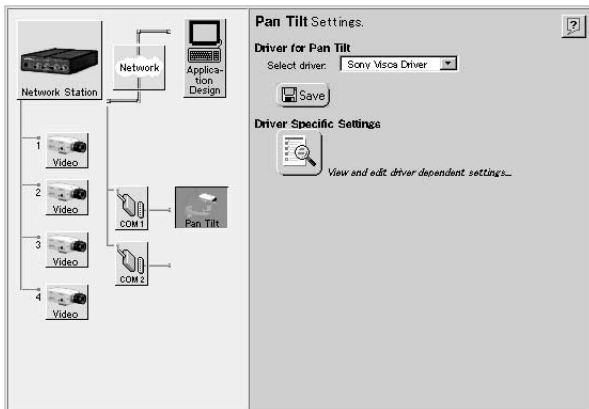 Network Station
Network
Applica-
tion
Design
1
Video
2
Video
3
Video
4
Video
COM 1
Pan Tilt
COM 2
Pan Tilt Settings.
?
Driver for Pan Tilt
Select driver: Sony Visca Driver
Save
Driver Specific Settings
View and edit driver dependent settings...